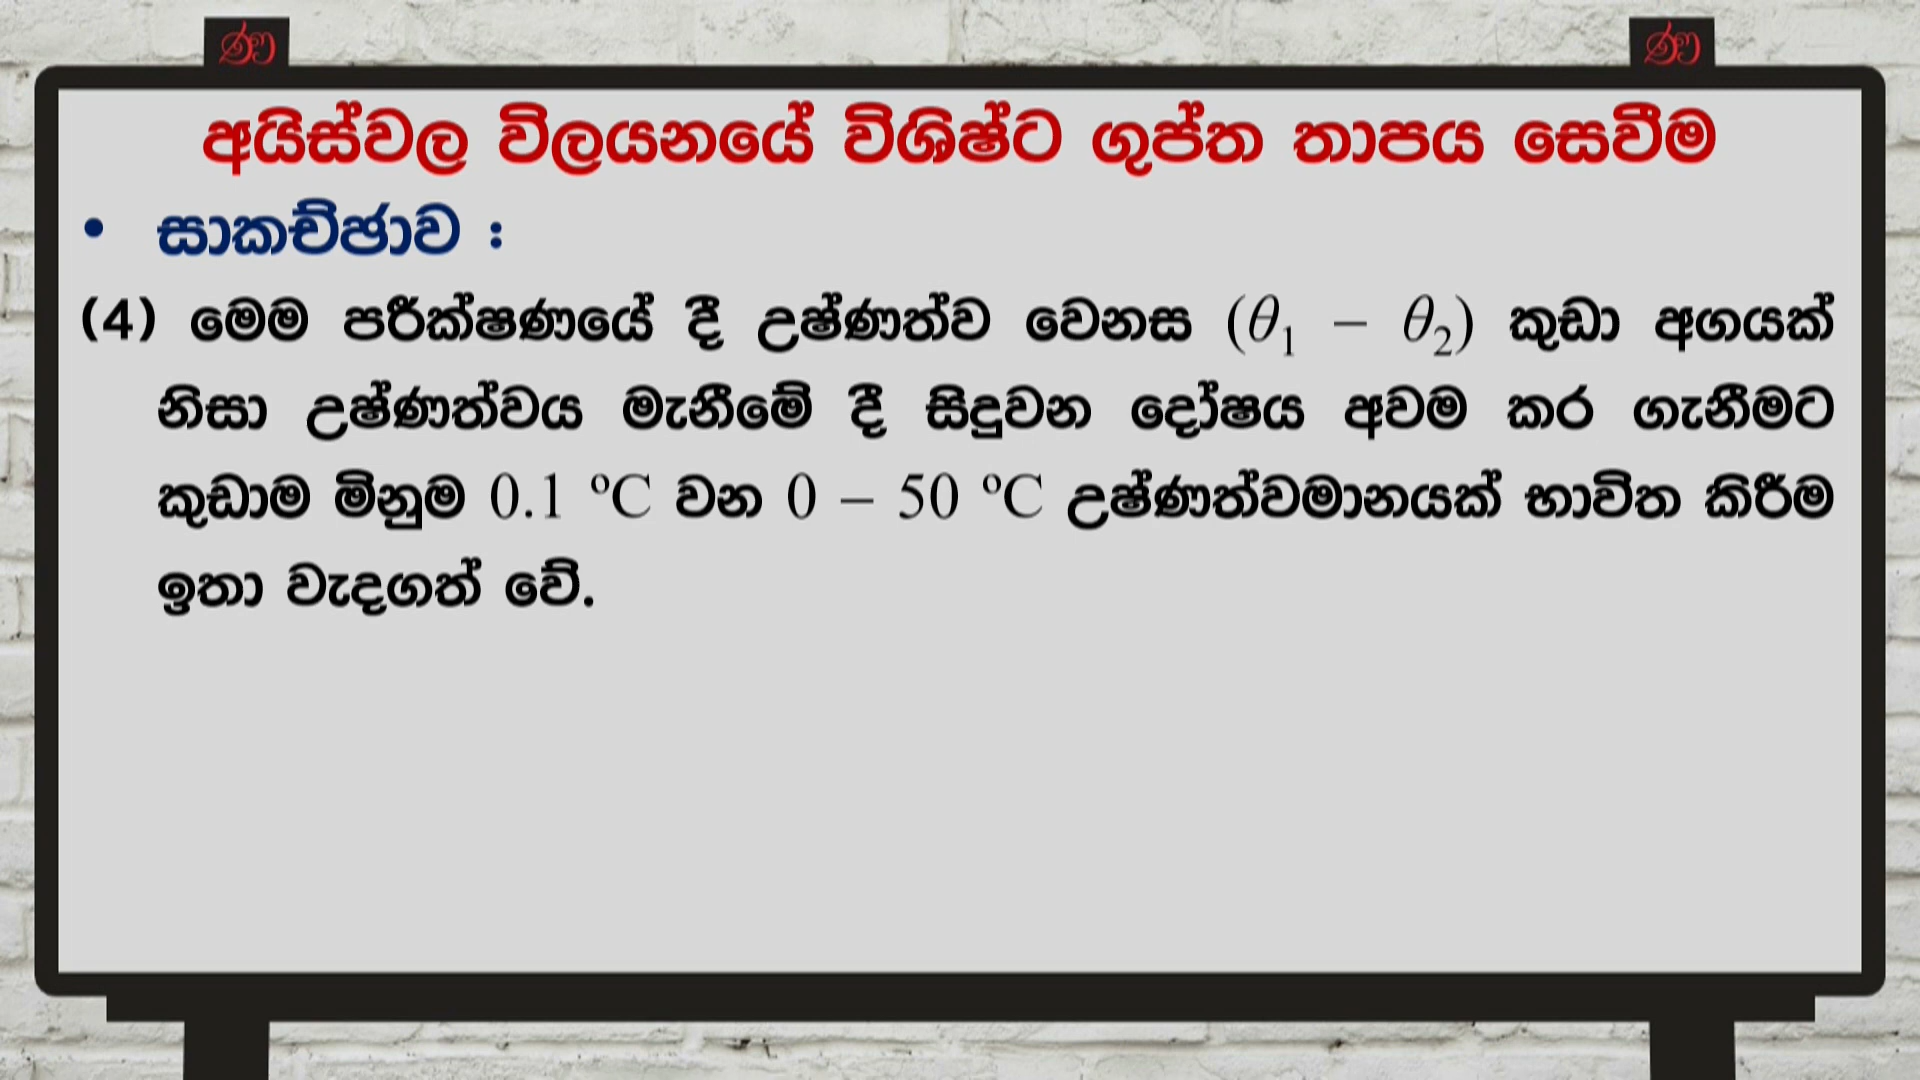 ණ ණ
අයිස්වල විලයනයේ විශිෂ්ට ගුප්ත තාපය සෙවීම
• සාකච්ඡාව :
(4) මෙම පරීක්ෂණයේ දී උෂ්ණත්ව වෙනස (θ₁ – θ₂) කුඩා අගයක්
නිසා උෂ්ණත්වය මැනීමේ දී සිදුවන දෝෂය අවම කර ගැනීමට
කුඩාම මිනුම 0.1 ºC වන 0 – 50 ºC උෂ්ණත්වමානයක් භාවිත කිරීම
ඉතා වැදගත් වේ.